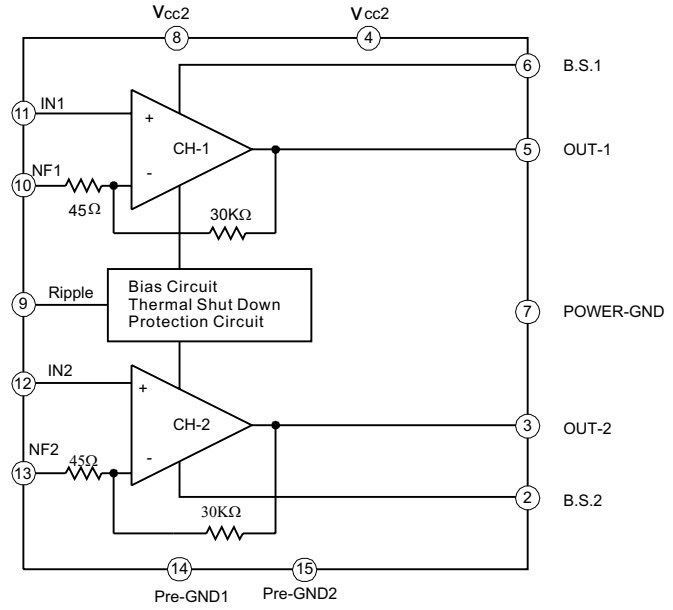 Vcc2
Vcc2
8
4
6
B.S.1
11
IN1
+
CH-1
5
OUT-1
10
NF1
-
45Ω
30KΩ
9
Ripple
Bias Circuit
Thermal Shut Down
Protection Circuit
7
POWER-GND
12
IN2
+
CH-2
3
OUT-2
13
NF2
45Ω
-
2
B.S.2
30KΩ
14
15
Pre-GND1
Pre-GND2